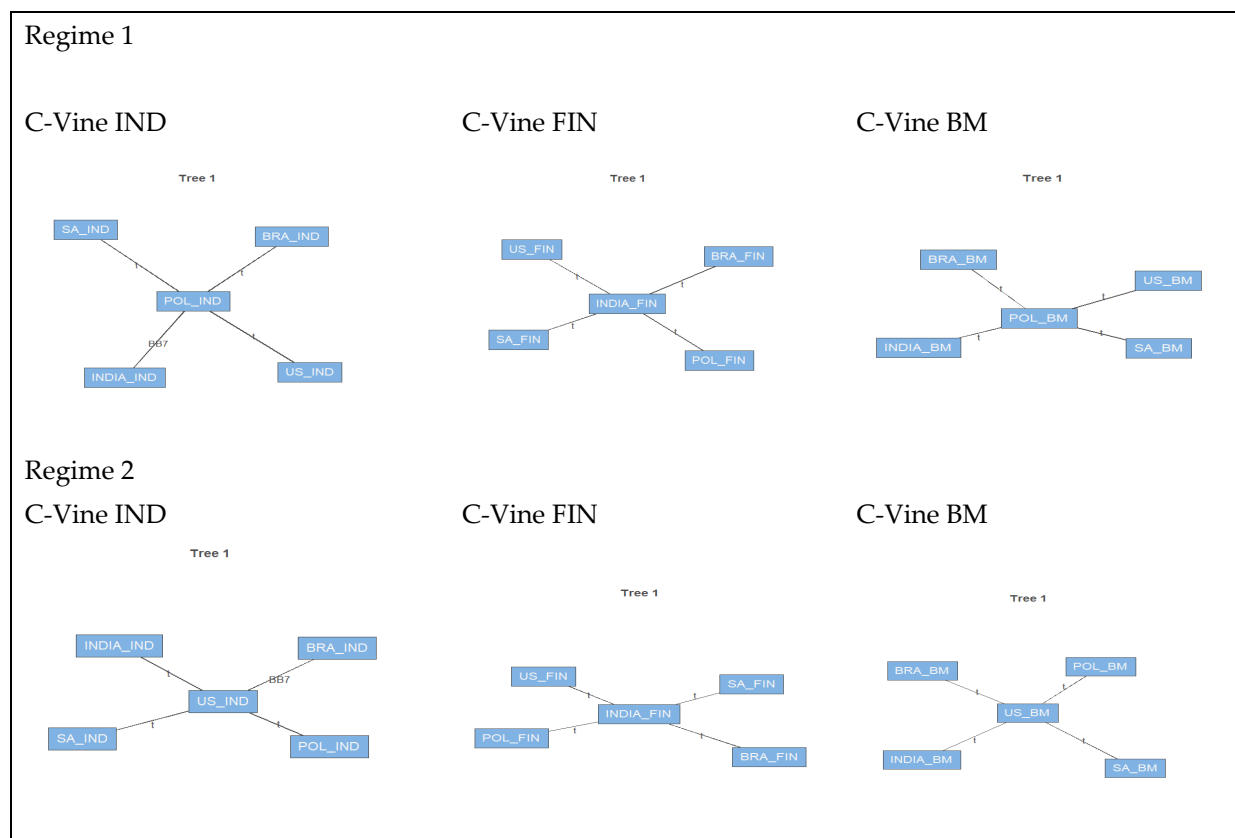 Regime 1
C-Vine IND
C-Vine FIN
C-Vine BM
Tree 1
Tree 1
Tree 1
SA_IND
BRA_IND
t
t
POL_IND
BB7
t
INDIA_IND
US_IND
US_FIN
BRA_FIN
t
t
INDIA_FIN
t
t
SA_FIN
POL_FIN
BRA_BM
US_BM
t
t
POL_BM
t
t
INDIA_BM
SA_BM
Regime 2
C-Vine IND
C-Vine FIN
C-Vine BM
Tree 1
Tree 1
Tree 1
INDIA_IND
BRA_IND
t
BB7
US_IND
t
t
SA_IND
POL_IND
US_FIN
SA_FIN
t
t
INDIA_FIN
t
t
POL_FIN
BRA_FIN
BRA_BM
POL_BM
t
t
US_BM
t
t
INDIA_BM
SA_BM